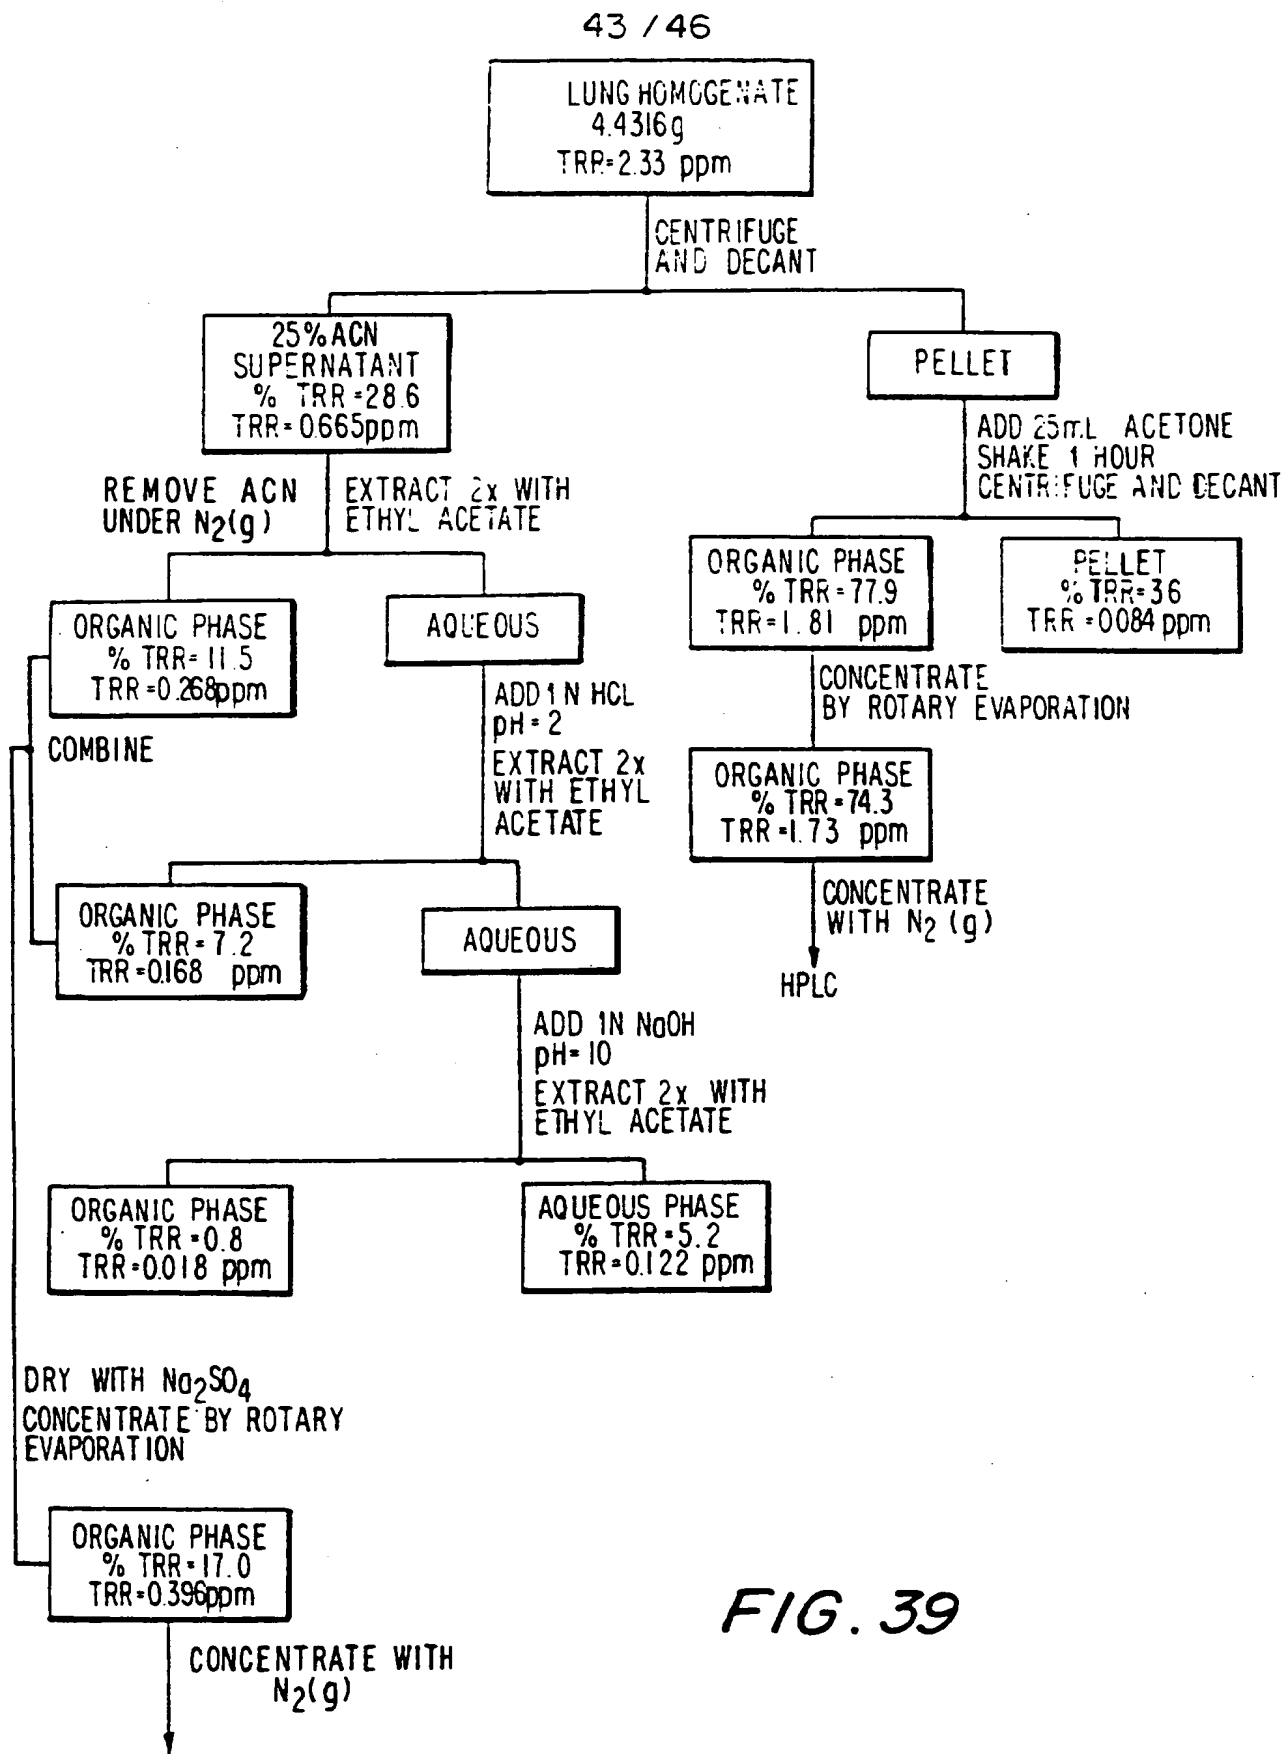 43 / 46
LUNG HOMOGENATE
4.4316g
TRR=2.33 ppm
CENTRIFUGE
AND DECANT
25% ACN
SUPERNATANT
% TRR=28.6
TRR=0.665ppm
PELLET
ADD 25mL ACETONE
SHAKE 1 HOUR
CENTRIFUGE AND DECANT
REMOVE ACN
UNDER N2(g)
EXTRACT 2x WITH
ETHYL ACETATE
ORGANIC PHASE
% TRR=77.9
TRR=1.81 ppm
PELLET
% TRR=36
TRR=0084 ppm
ORGANIC PHASE
% TRR=11.5
TRR=0.268ppm
AQUEOUS
CONCENTRATE
BY ROTARY EVAPORATION
COMBINE
ADD 1N HCL
pH=2
EXTRACT 2x
WITH ETHYL
ACETATE
ORGANIC PHASE
% TRR=74.3
TRR=1.73 ppm
CONCENTRATE
WITH N2 (g)
HPLC
ORGANIC PHASE
% TRR=7.2
TRR=0.168 ppm
AQUEOUS
ADD 1N NaOH
pH=10
EXTRACT 2x WITH
ETHYL ACETATE
ORGANIC PHASE
% TRR=0.8
TRR=0.018 ppm
AQUEOUS PHASE
% TRR=5.2
TRR=0.122 ppm
DRY WITH Na2SO4
CONCENTRATE BY ROTARY
EVAPORATION
ORGANIC PHASE
% TRR=17.0
TRR=0.396ppm
CONCENTRATE WITH
N2(g)
FIG. 39